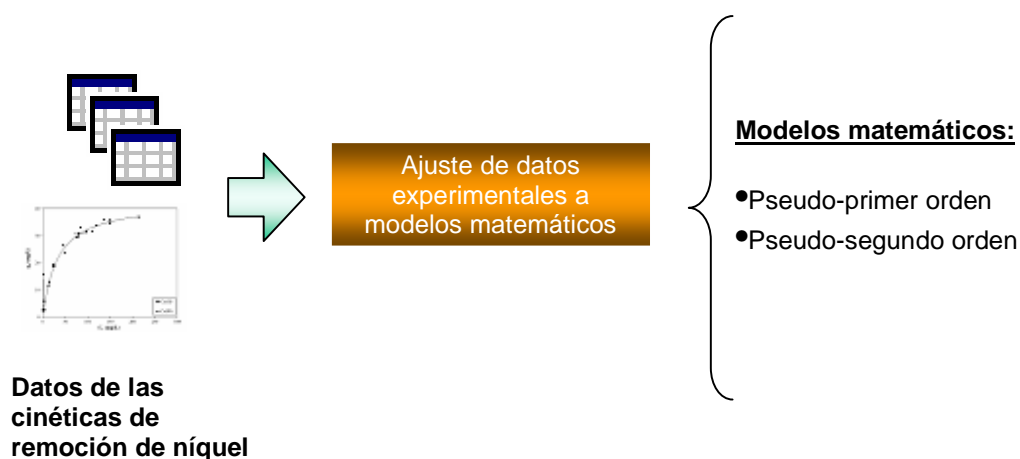 Modelos matemáticos:
Ajuste de datos
experimentales a
modelos matemáticos
•Pseudo-primer orden
•Pseudo-segundo orden
Datos de las
cinéticas de
remoción de níquel